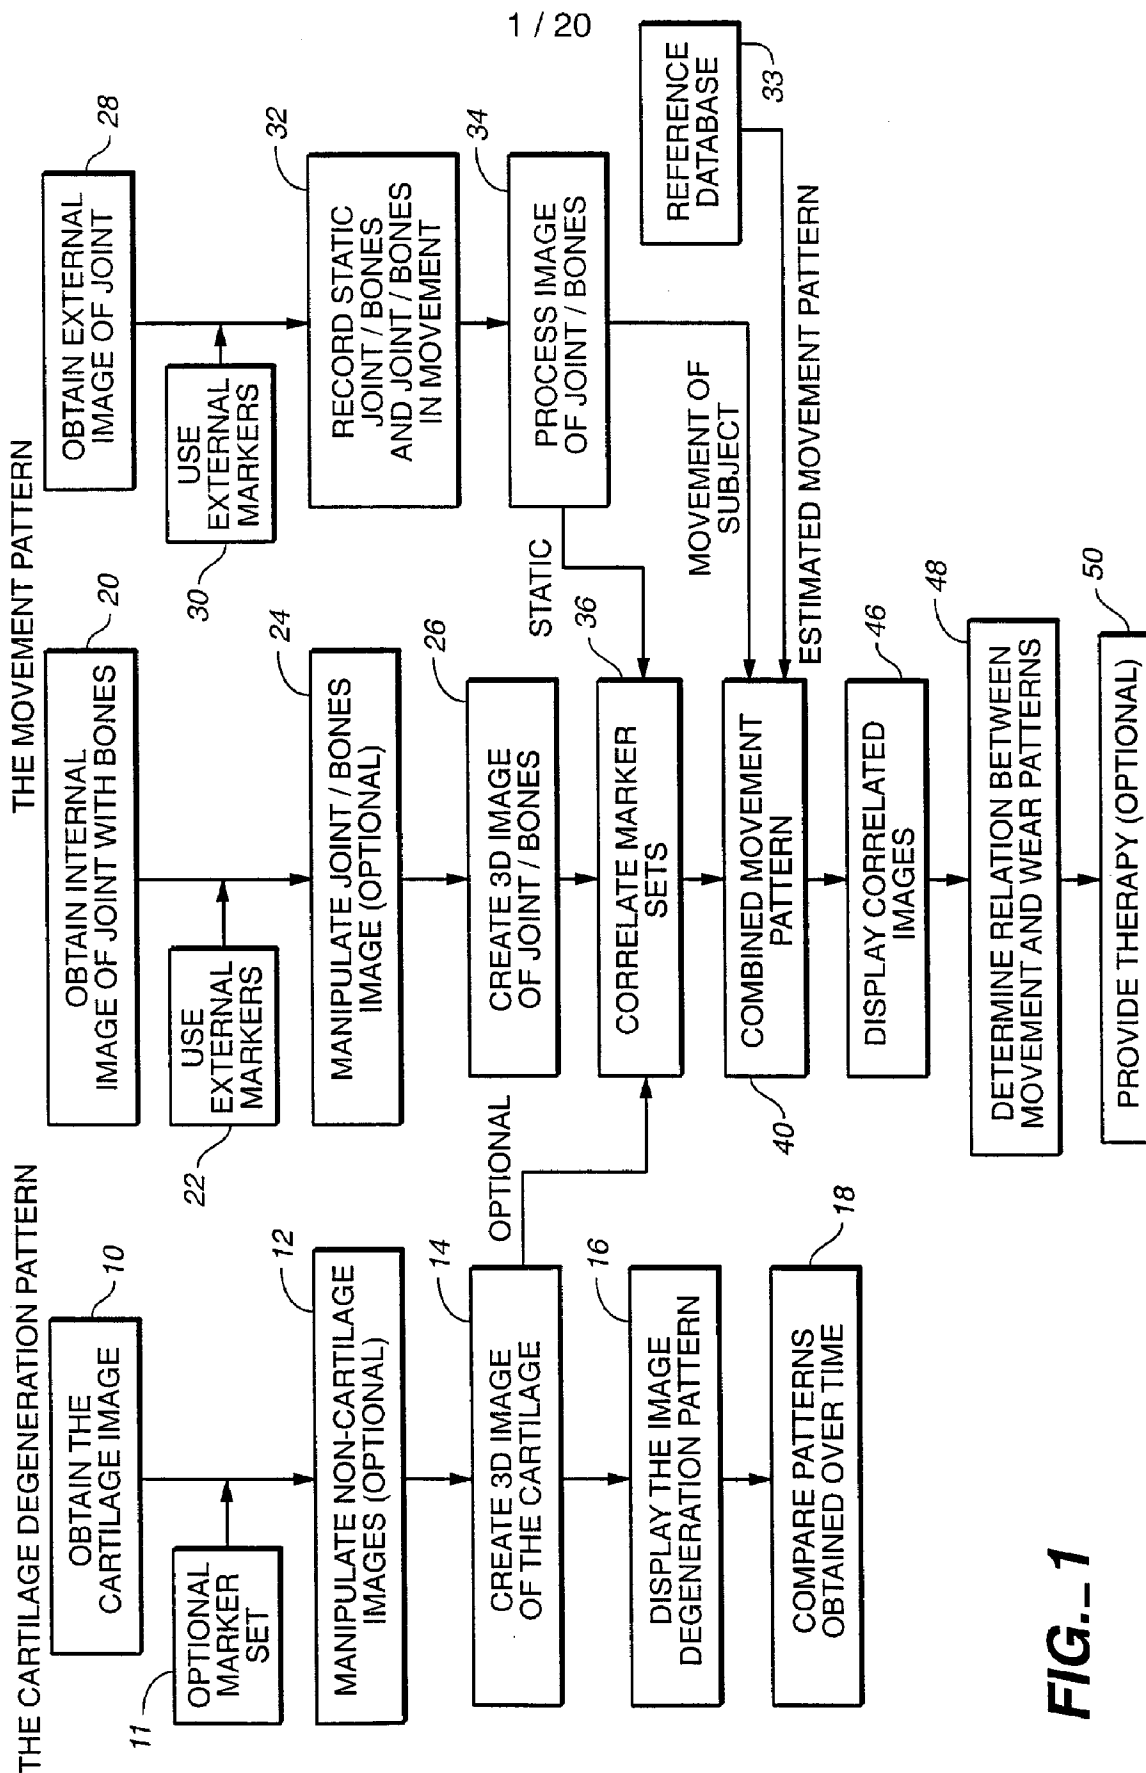 1 / 20
THE CARTILAGE DEGENERATION PATTERN
10
OBTAIN THE
CARTILAGE IMAGE
11
OPTIONAL
MARKER
SET
12
MANIPULATE NON-CARTILAGE
IMAGES (OPTIONAL)
14
CREATE 3D IMAGE
OF THE CARTILAGE
OPTIONAL
16
DISPLAY THE IMAGE
DEGENERATION PATTERN
18
COMPARE PATTERNS
OBTAINED OVER TIME
THE MOVEMENT PATTERN
20
OBTAIN INTERNAL
IMAGE OF JOINT WITH BONES
22
USE
EXTERNAL
MARKERS
24
MANIPULATE JOINT / BONES
IMAGE (OPTIONAL)
26
CREATE 3D IMAGE
OF JOINT / BONES
36
CORRELATE MARKER
SETS
40
COMBINED MOVEMENT
PATTERN
46
DISPLAY CORRELATED
IMAGES
48
DETERMINE RELATION BETWEEN
MOVEMENT AND WEAR PATTERNS
50
PROVIDE THERAPY (OPTIONAL)
28
OBTAIN EXTERNAL
IMAGE OF JOINT
30
USE
EXTERNAL
MARKERS
32
RECORD STATIC
JOINT / BONES
AND JOINT / BONES
IN MOVEMENT
34
PROCESS IMAGE
OF JOINT / BONES
STATIC
MOVEMENT OF
SUBJECT
33
REFERENCE
DATABASE
ESTIMATED MOVEMENT PATTERN
FIG._1